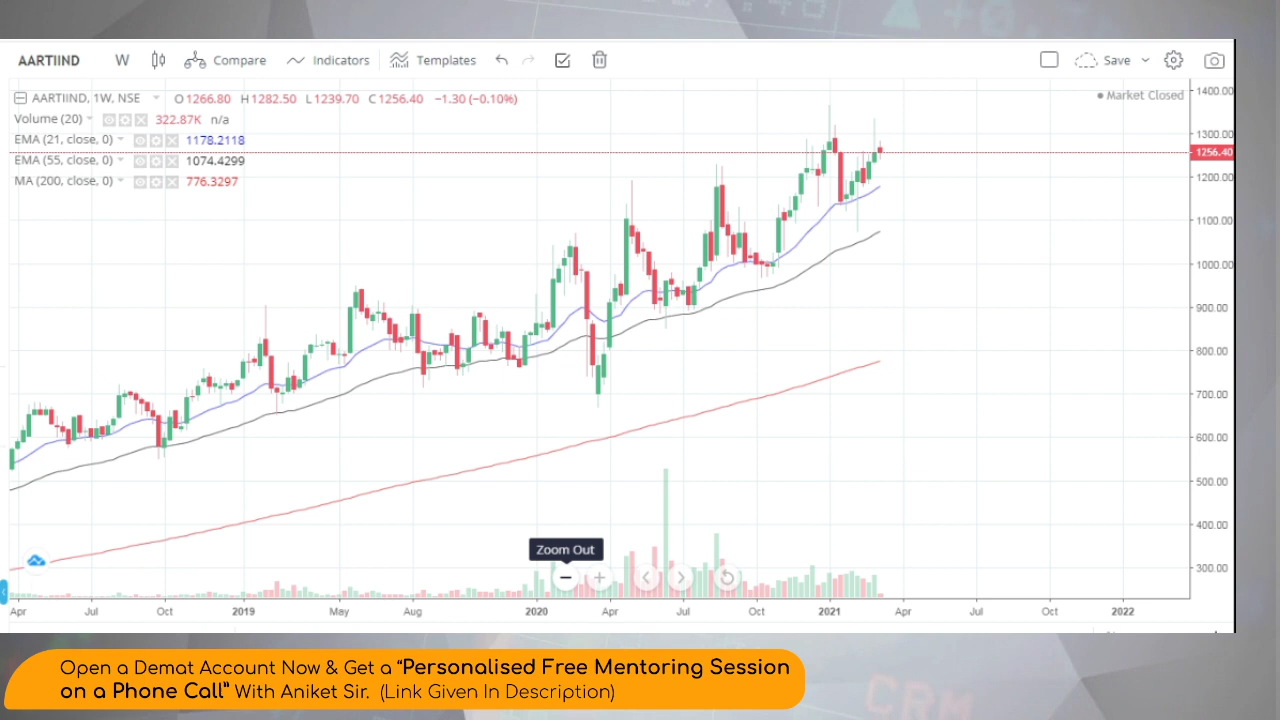 AARTIIND W Compare Indicators Templates Save
AARTIIND, 1W, NSE O1266.80 H1282.50 L1239.70 C1256.40 −1.30 (−0.10%)
Market Closed
Volume (20) 322.87K n/a
EMA (21, close, 0) 1178.2118
EMA (55, close, 0) 1074.4299
MA (200, close, 0) 776.3297
1400.00
1300.00
1256.40
1200.00
1100.00
1000.00
900.00
800.00
700.00
600.00
500.00
400.00
300.00
Zoom Out
Apr Jul Oct 2019 May Aug 2020 Apr Jul Oct 2021 Apr Jul Oct 2022
Open a Demat Account Now & Get a “Personalised Free Mentoring Session
on a Phone Call” With Aniket Sir. (Link Given In Description)
CRM